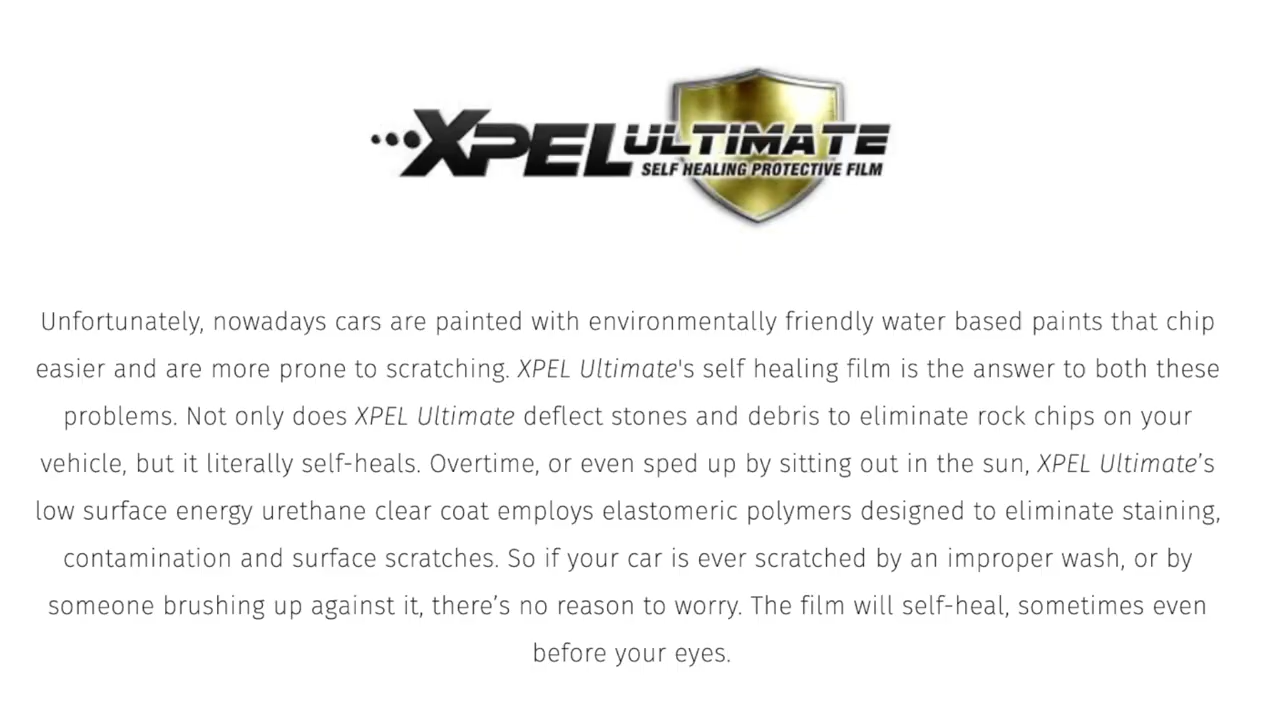 XPEL ULTIMATE
SELF HEALING PROTECTIVE FILM
Unfortunately, nowadays cars are painted with environmentally friendly water based paints that chip
easier and are more prone to scratching. XPEL Ultimate's self healing film is the answer to both these
problems. Not only does XPEL Ultimate deflect stones and debris to eliminate rock chips on your
vehicle, but it literally self-heals. Overtime, or even sped up by sitting out in the sun, XPEL Ultimate’s
low surface energy urethane clear coat employs elastomeric polymers designed to eliminate staining,
contamination and surface scratches. So if your car is ever scratched by an improper wash, or by
someone brushing up against it, there’s no reason to worry. The film will self-heal, sometimes even
before your eyes.